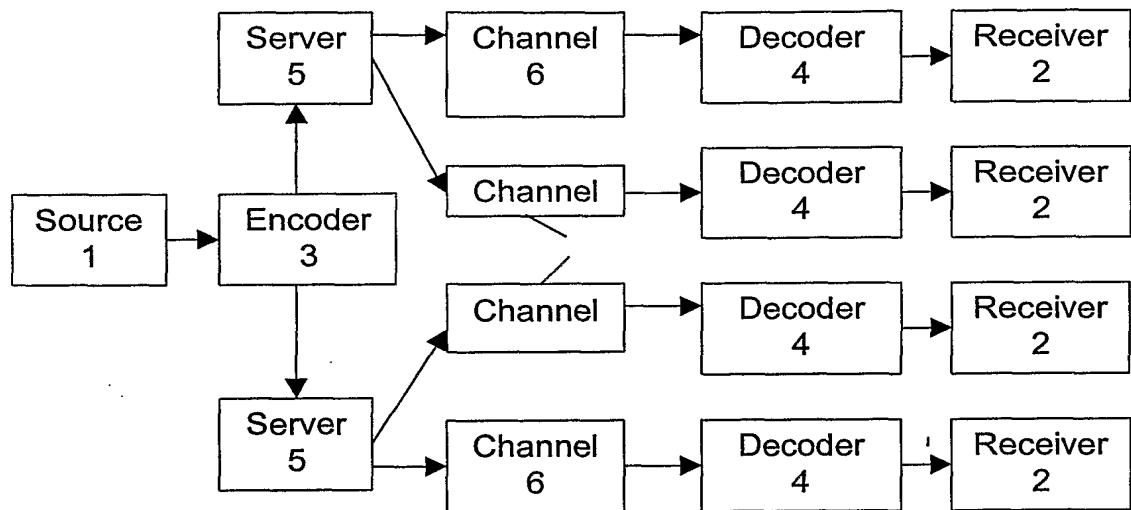 Server
5
Channel
6
Decoder
4
Receiver
2
Channel
Decoder
4
Receiver
2
Source
1
Encoder
3
Channel
Decoder
4
Receiver
2
Server
5
Channel
6
Decoder
4
Receiver
2